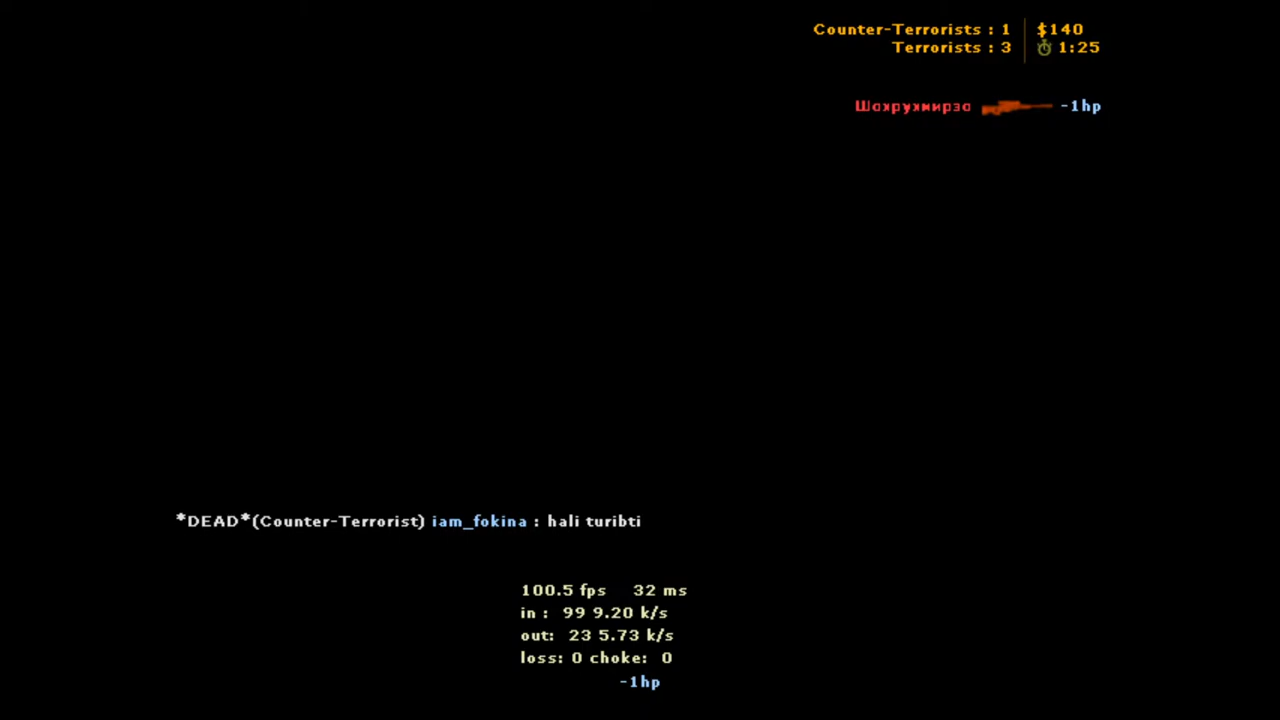 Counter-Terrorists : 1 $140
Terrorists : 3 1:25
Шахрухмирза -1hp
*DEAD*(Counter-Terrorist) iam_fokina : hali turibti
100.5 fps 32 ms
in : 99 9.20 k/s
out: 23 5.73 k/s
loss: 0 choke: 0
-1hp